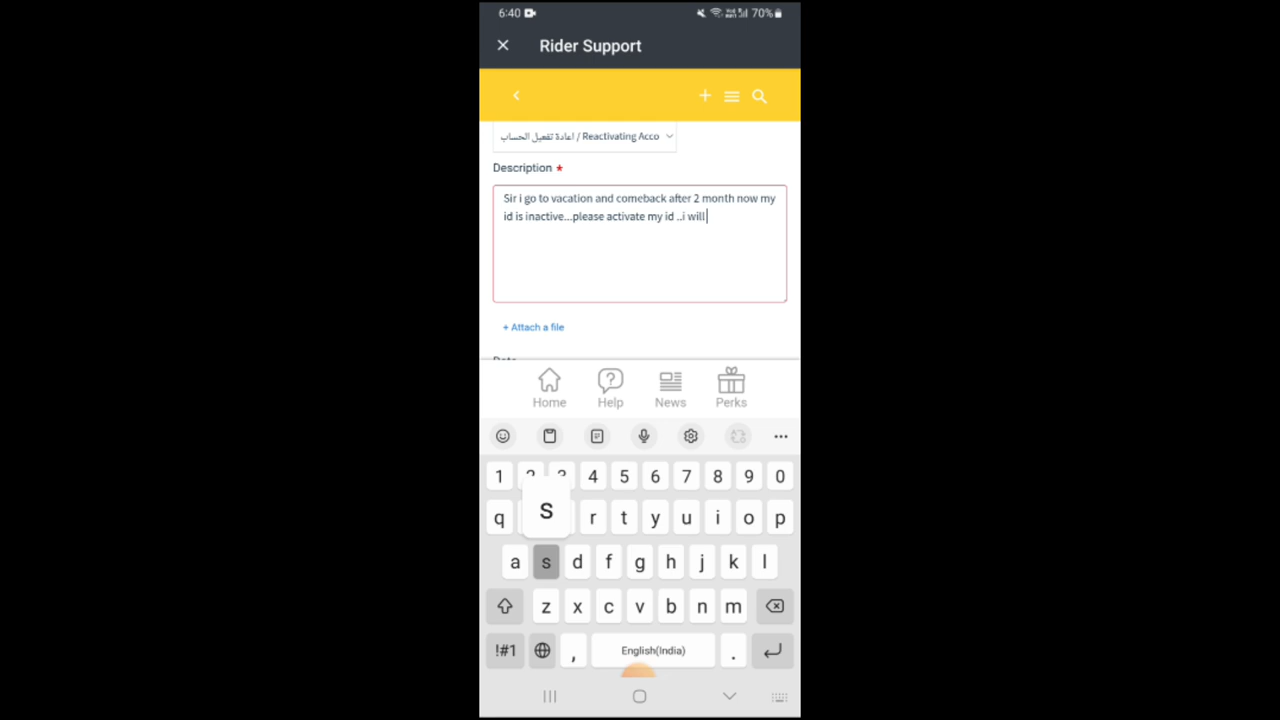 6:40 70%
Rider Support
اعادة تفعيل الحساب / Reactivating Acco
Description *
Sir i go to vacation and comeback after 2 month now my
id is inactive...please activate my id ..i will
+ Attach a file
Home Help News Perks
1 4 5 6 7 8 9 0
S
q r t y u i o p
a s d f g h j k l
z x c v b n m
!#1 , English(India) .